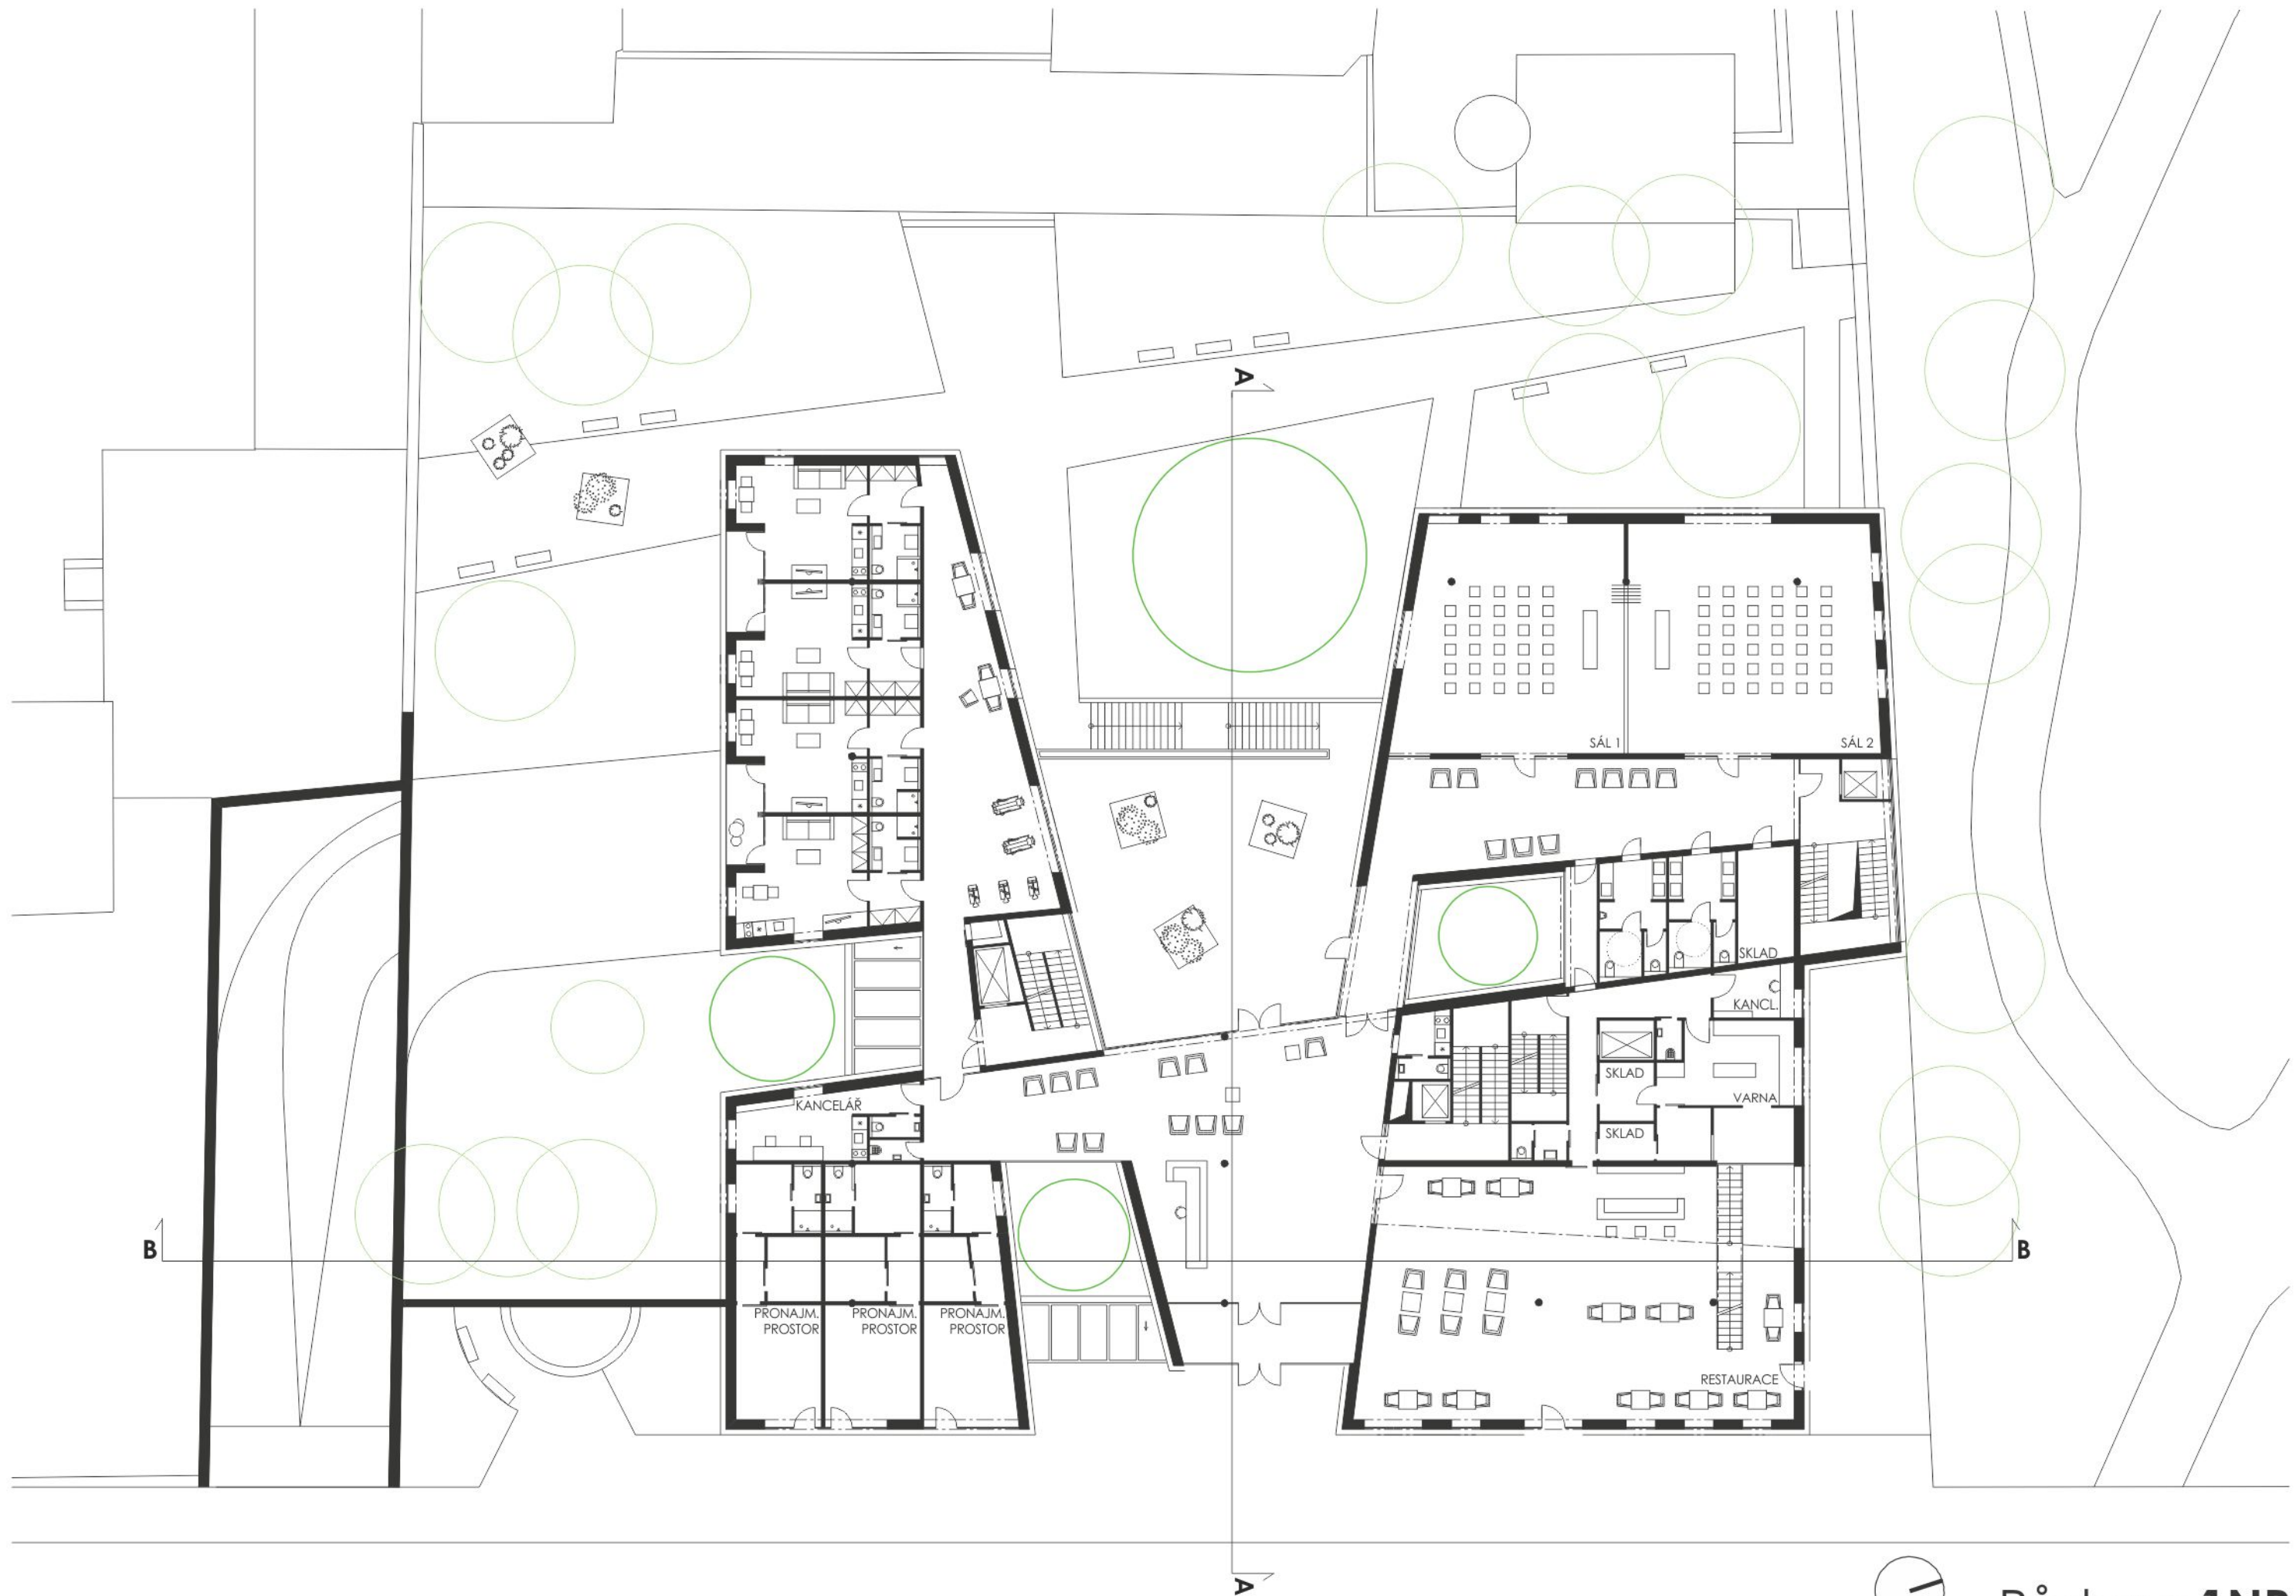 A
SÁL 1
SÁL 2
SKLAD
KANCL.
SKLAD
VARNA
KANCELÁŘ
SKLAD
B
B
PRONAJM.
PROSTOR
PRONAJM.
PROSTOR
PRONAJM.
PROSTOR
RESTAURACE
A